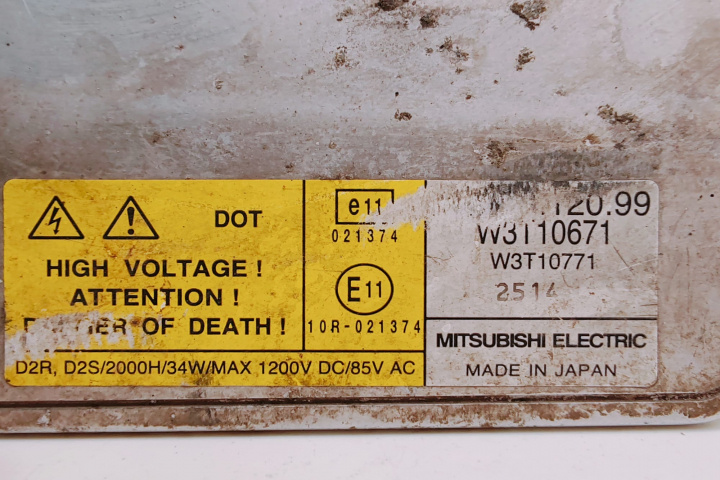 DOT
HIGH VOLTAGE !
ATTENTION !
OF DEATH !
D2R, D2S/2000H/34W/MAX 1200V DC/85V AC
e11
021374
E11
10R-021374
120.99
W3T10671
W3T10771
2514
MITSUBISHI ELECTRIC
MADE IN JAPAN